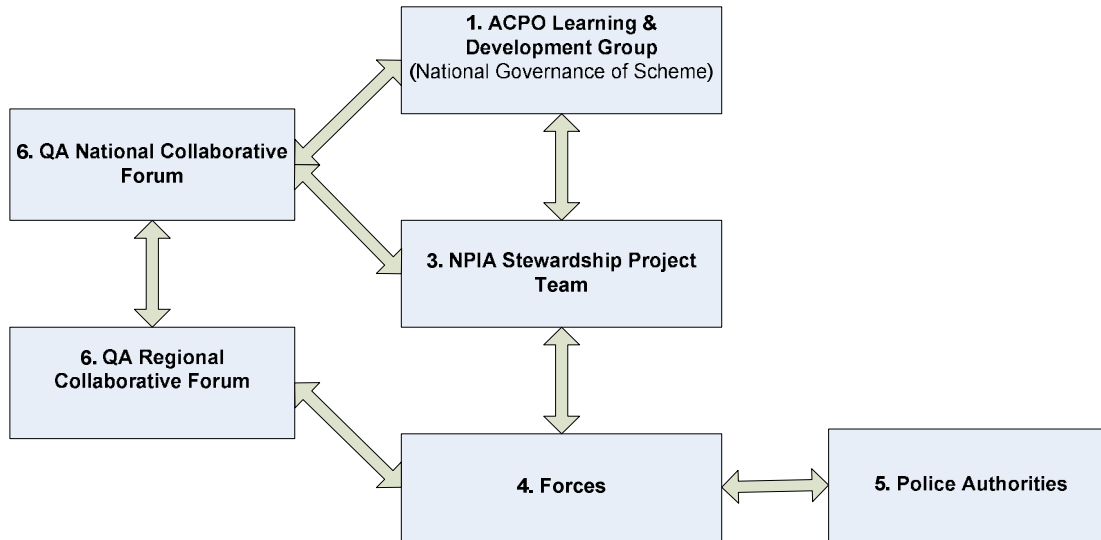 1. ACPO Learning &
Development Group
(National Governance of Scheme)
6. QA National Collaborative
Forum
3. NPIA Stewardship Project
Team
6. QA Regional
Collaborative Forum
4. Forces
5. Police Authorities